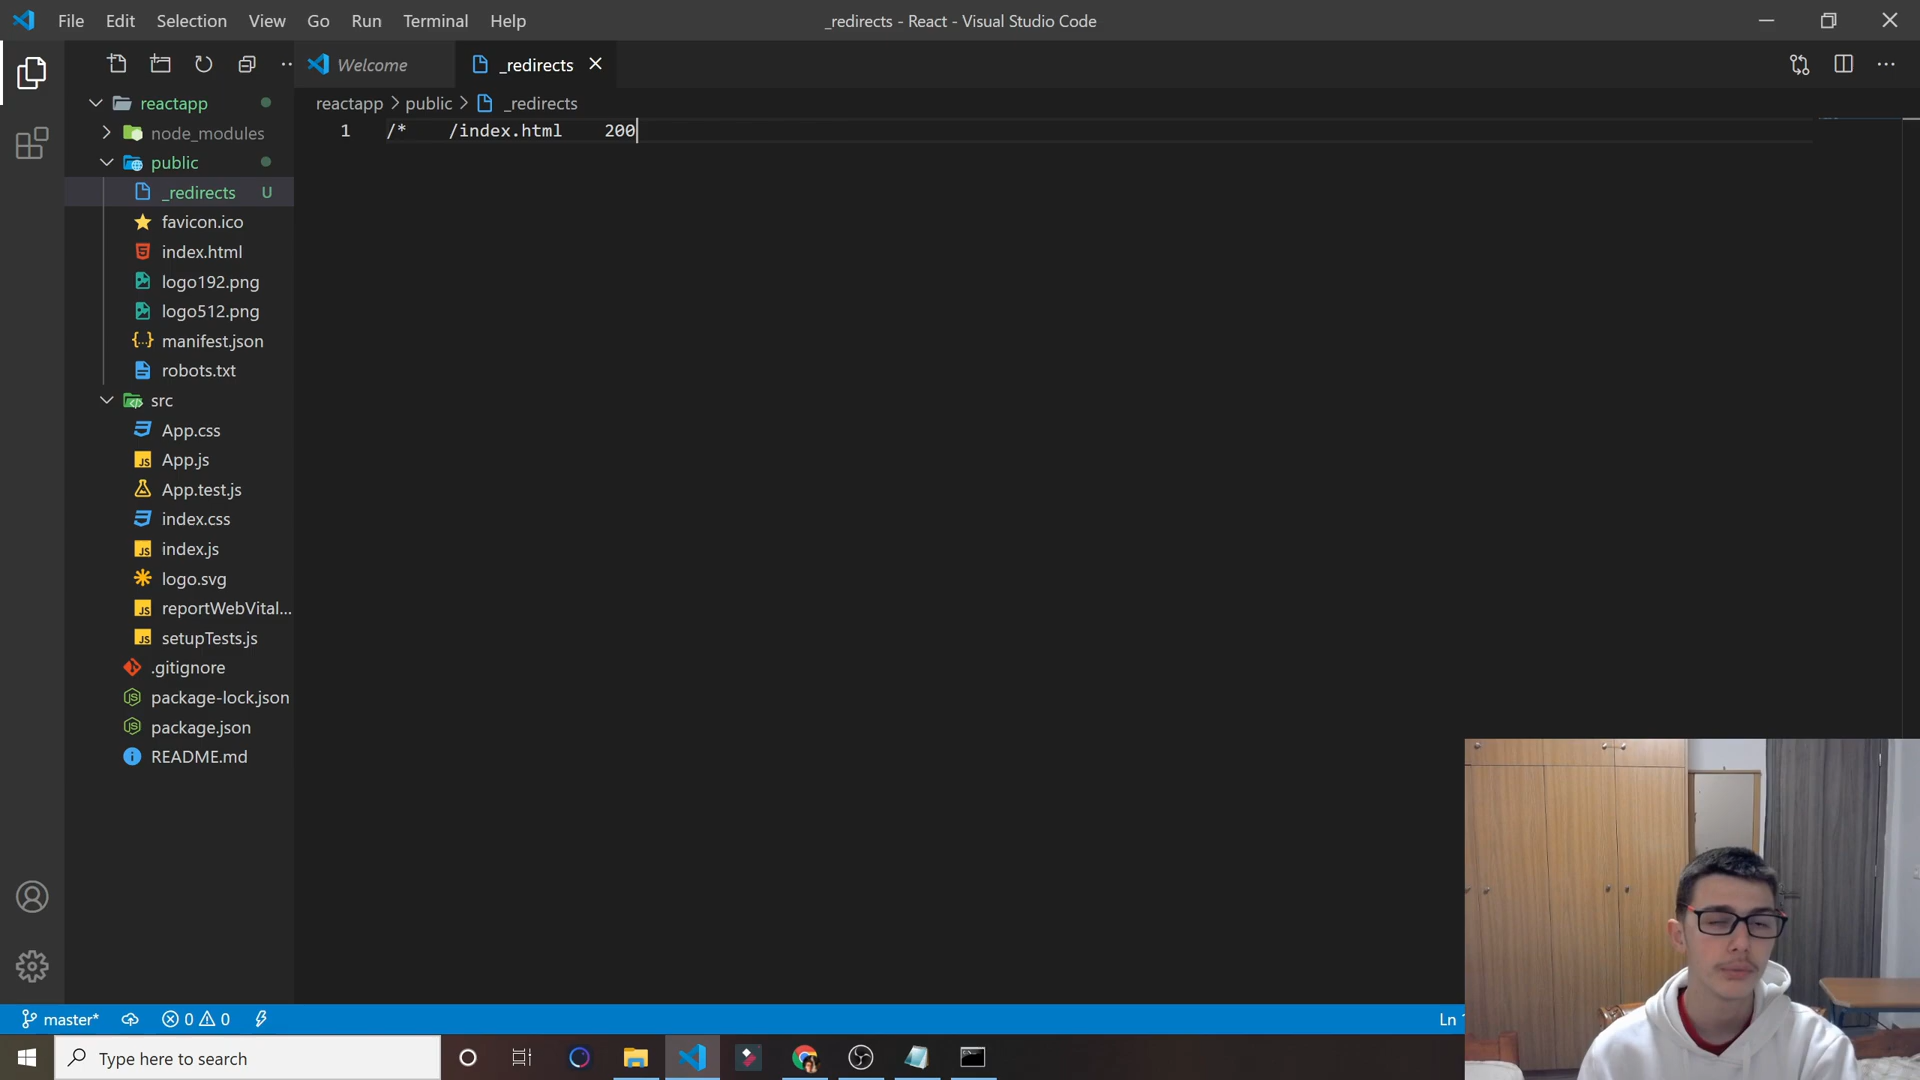 File Edit Selection View Go Run Terminal Help
_redirects - React - Visual Studio Code
Welcome
_redirects
reactapp > public > _redirects
1 /*    /index.html    200
reactapp
node_modules
public
_redirects U
favicon.ico
index.html
logo192.png
logo512.png
manifest.json
robots.txt
src
App.css
App.js
App.test.js
index.css
index.js
logo.svg
reportWebVital...
setupTests.js
.gitignore
package-lock.json
package.json
README.md
master* 0 0
Ln
Type here to search